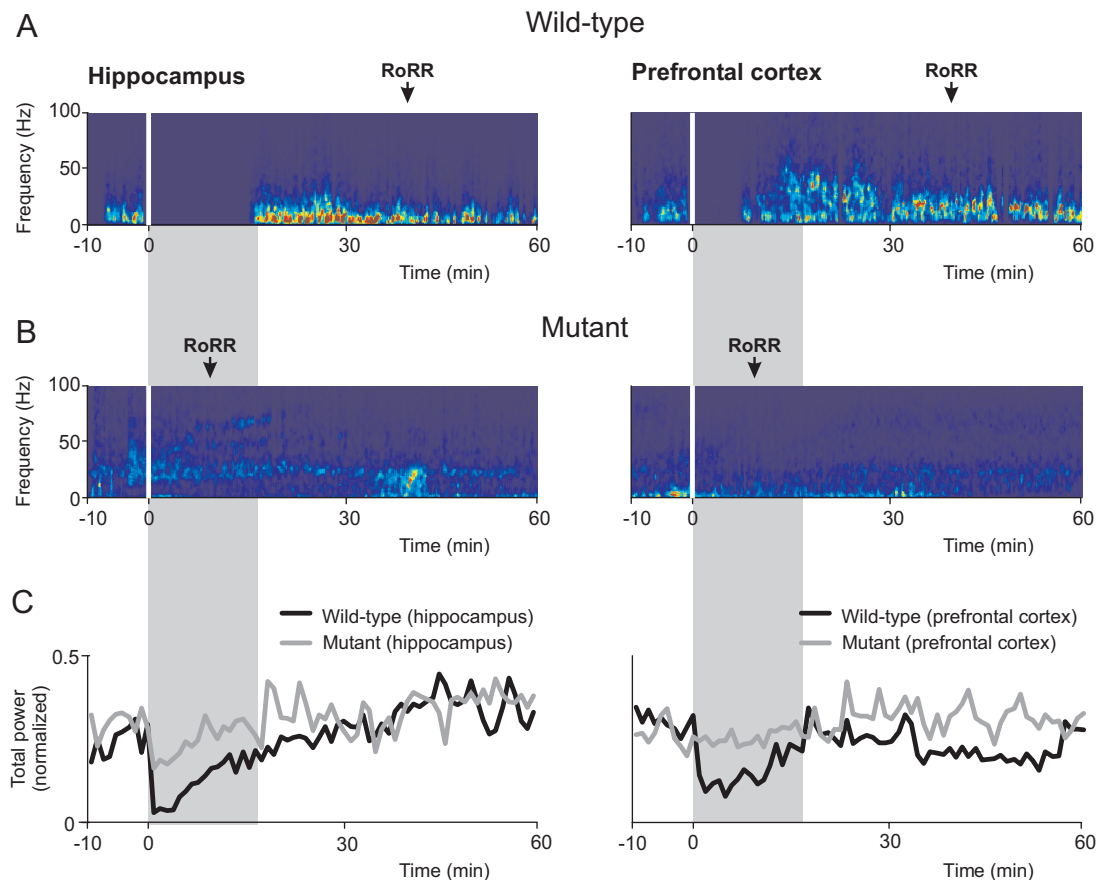 A
Wild-type
Hippocampus
RoRR
Prefrontal cortex
RoRR
Frequency (Hz)
100
50
0
-10
0
30
60
Time (min)
Frequency (Hz)
100
50
0
-10
0
30
60
Time (min)
B
Mutant
RoRR
RoRR
Frequency (Hz)
100
50
0
-10
0
30
60
Time (min)
Frequency (Hz)
100
50
0
-10
0
30
60
Time (min)
C
Wild-type (hippocampus)
Mutant (hippocampus)
Wild-type (prefrontal cortex)
Mutant (prefrontal cortex)
Total power
(normalized)
0.5
0
-10
0
30
60
Time (min)
-10
0
30
60
Time (min)